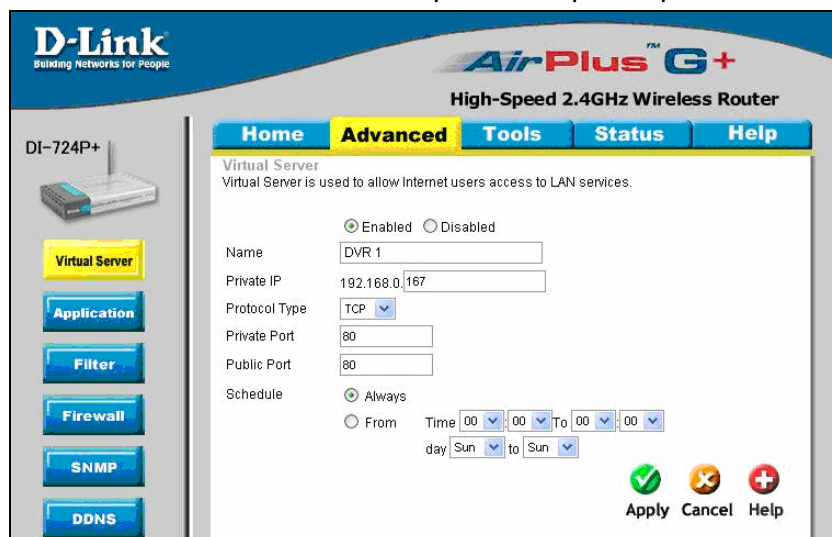 D-Link
Building Networks for People
AirPlus™ G+
High-Speed 2.4GHz Wireless Router
DI-724P+
Home Advanced Tools Status Help
Virtual Server
Virtual Server is used to allow Internet users access to LAN services.
Enabled Disabled
Name DVR 1
Private IP 192.168.0.167
Protocol Type TCP
Private Port 80
Public Port 80
Schedule Always
From Time 00 : 00 To 00 : 00
day Sun to Sun
Apply Cancel Help
Virtual Server
Application
Filter
Firewall
SNMP
DDNS